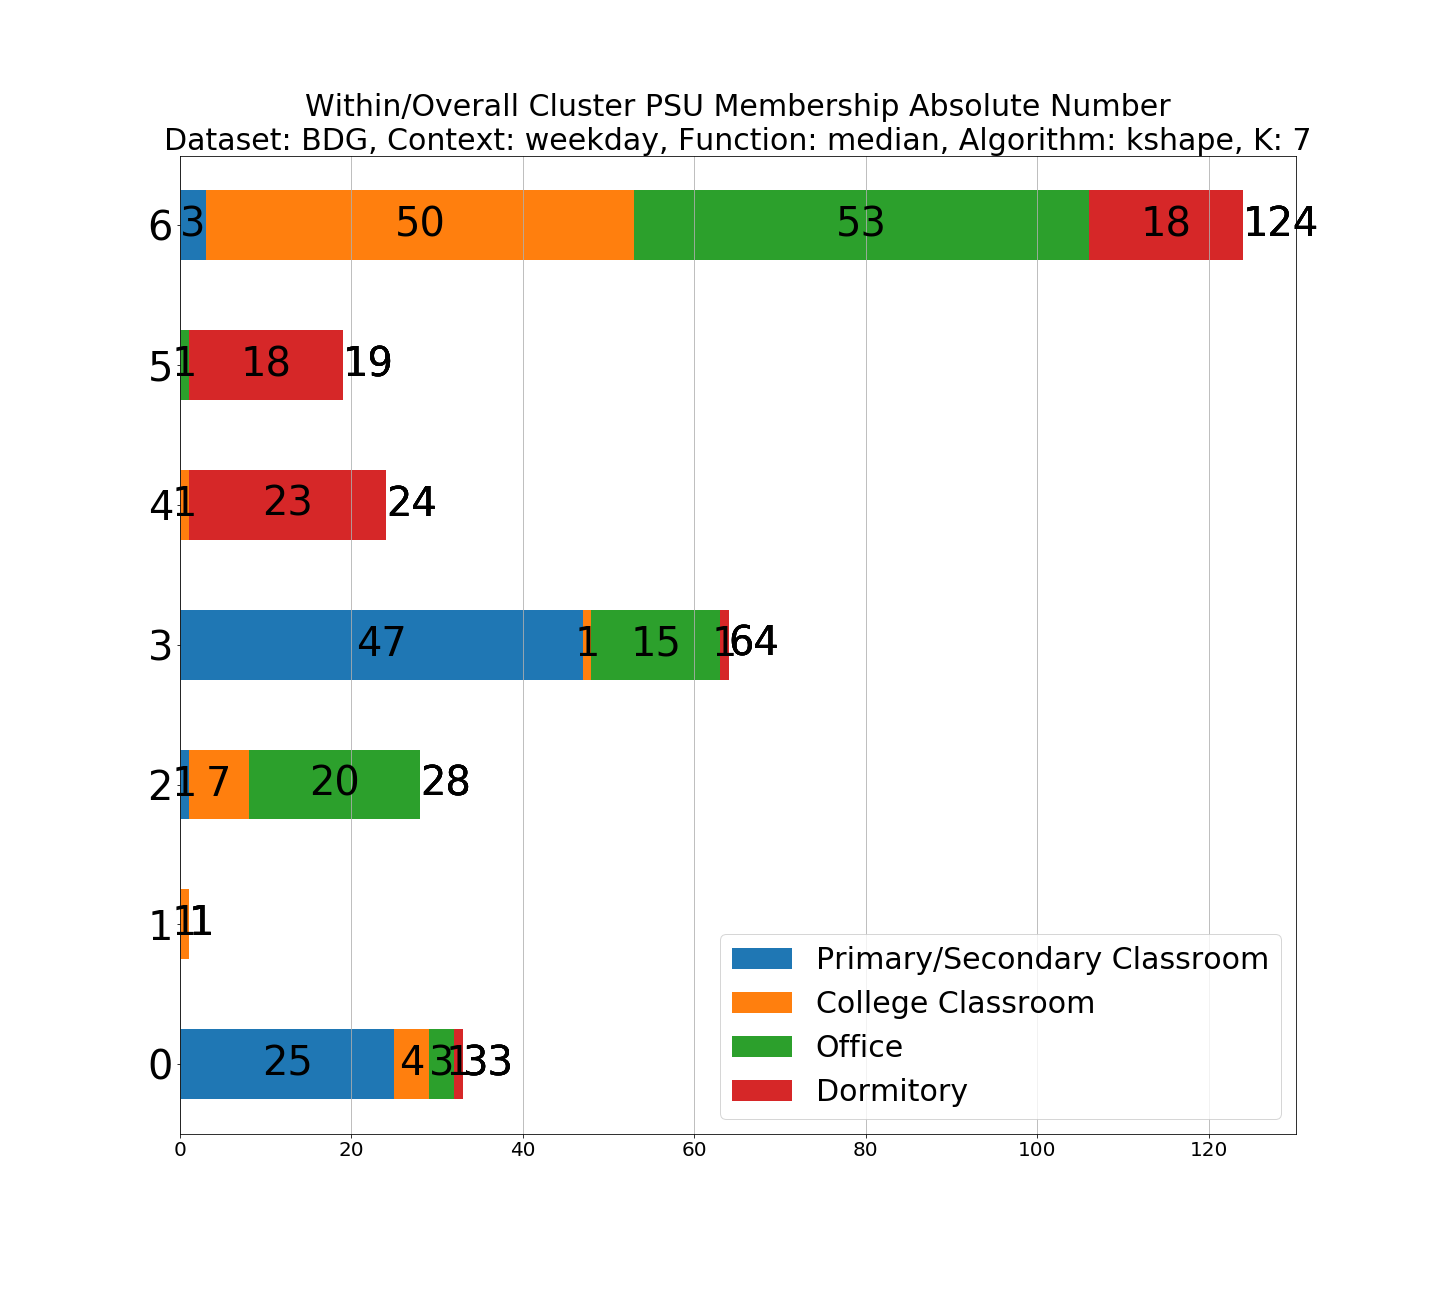 Within/Overall Cluster PSU Membership Absolute Number
Dataset: BDG, Context: weekday, Function: median, Algorithm: kshape, K: 7
6 3 50 53 18 124
5 1 18 19
4 1 23 24
3 47 1 15 1 64
2 1 7 20 28
1 1 1
0 25 4 3 1 33
Primary/Secondary Classroom
College Classroom
Office
Dormitory
0 20 40 60 80 100 120